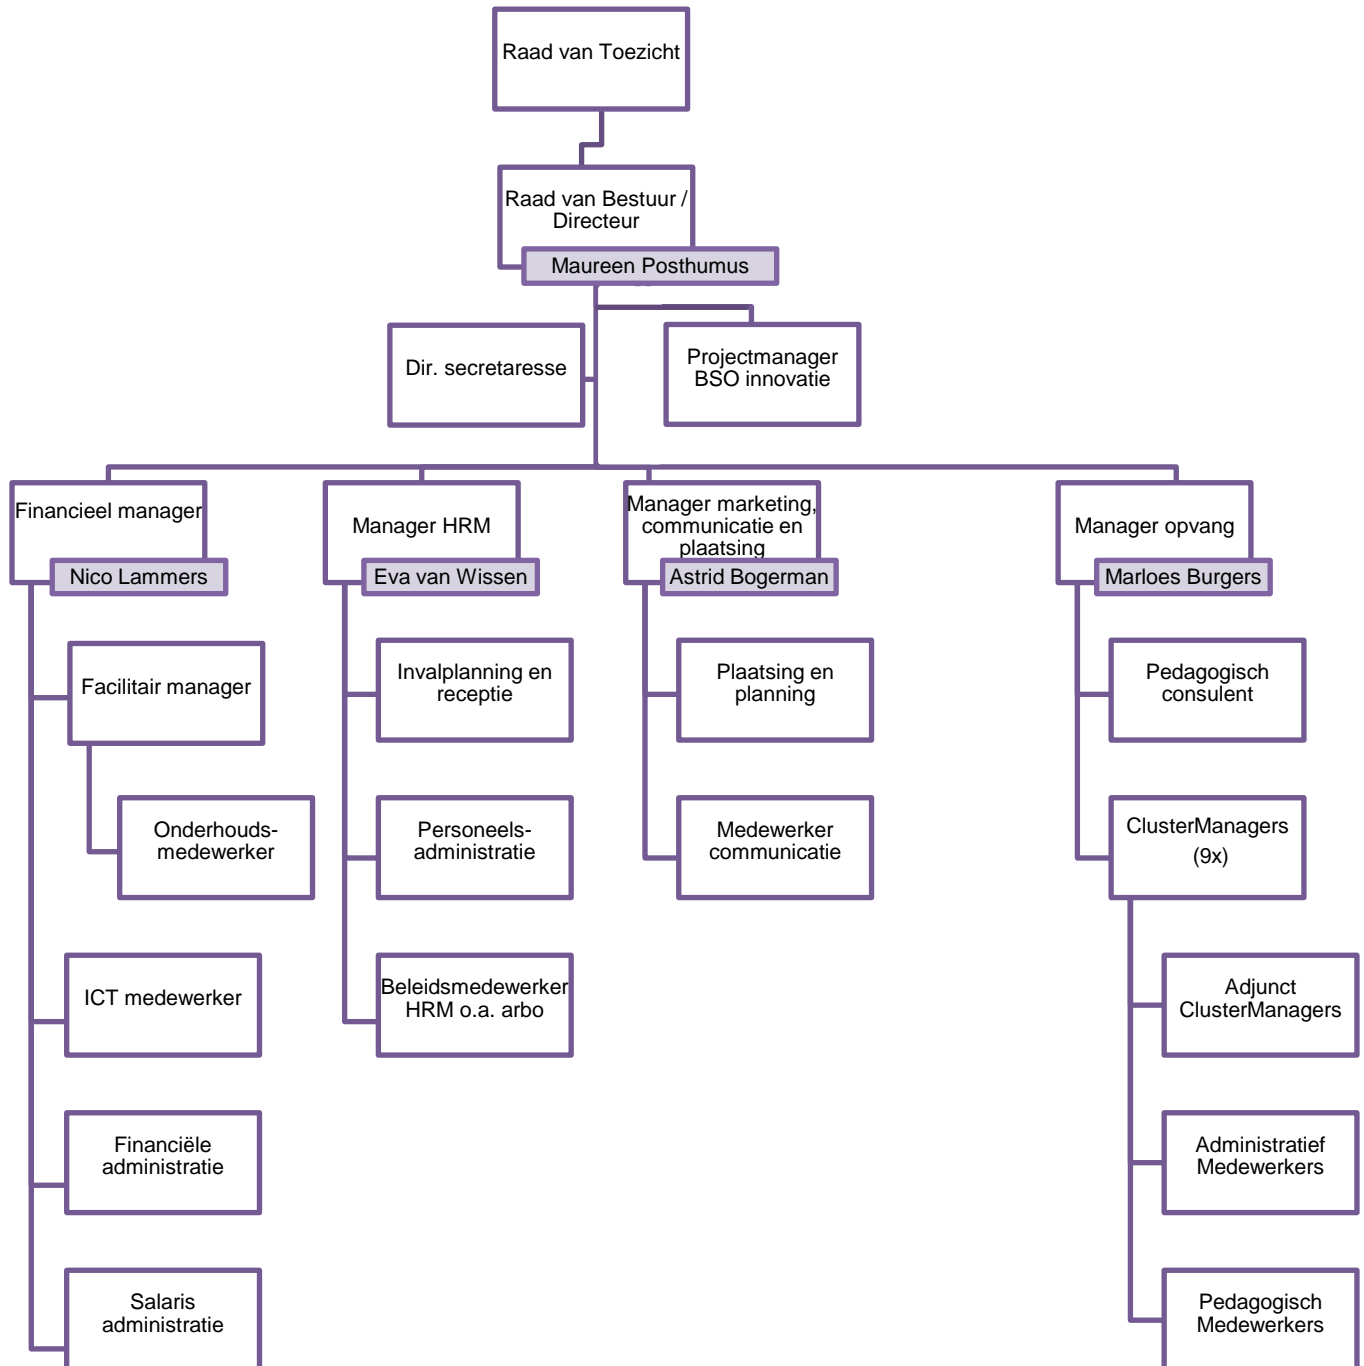 Raad van Toezicht
Raad van Bestuur /
Directeur
Maureen Posthumus
Dir. secretaresse
Projectmanager
BSO innovatie
Financieel manager
Nico Lammers
Manager HRM
Eva van Wissen
Manager marketing,
communicatie en
plaatsing
Astrid Bogerman
Manager opvang
Marloes Burgers
Facilitair manager
Invalplanning en
receptie
Plaatsing en
planning
Pedagogisch
consulent
Onderhouds-
medewerker
Personeels-
administratie
Medewerker
communicatie
ClusterManagers
(9x)
ICT medewerker
Beleidsmedewerker
HRM o.a. arbo
Adjunct
ClusterManagers
Financiële
administratie
Administratief
Medewerkers
Salaris
administratie
Pedagogisch
Medewerkers